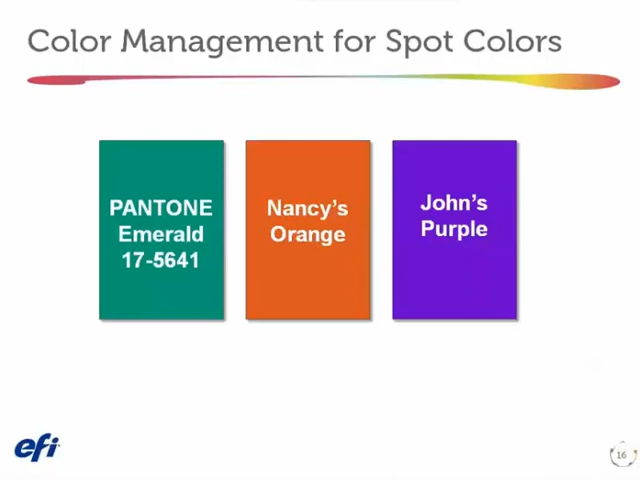 Color Management for Spot Colors
PANTONE
Emerald
17-5641
Nancy’s
Orange
John’s
Purple
efi
16